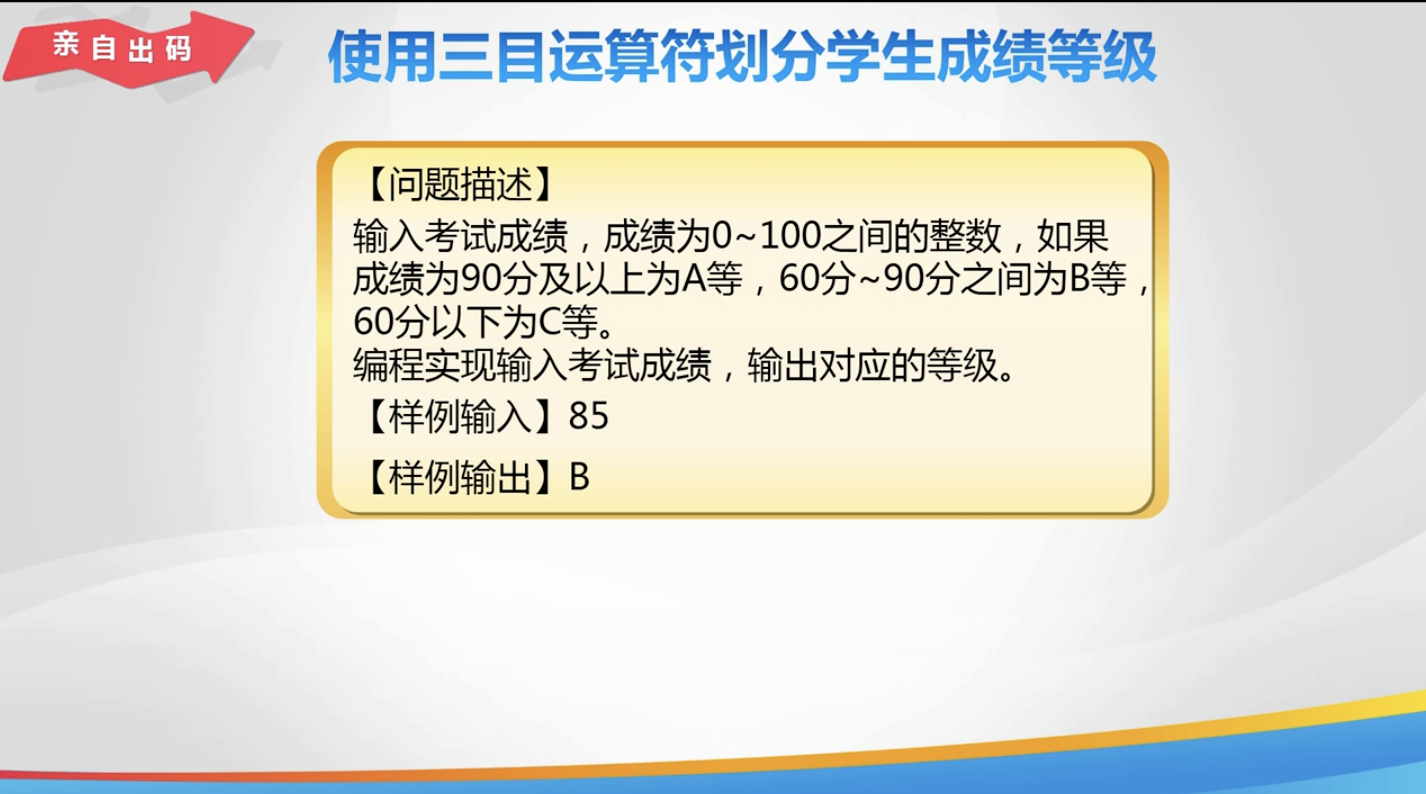 亲自出码
使用三目运算符划分学生成绩等级
【问题描述】
输入考试成绩，成绩为0~100之间的整数，如果
成绩为90分及以上为A等，60分~90分之间为B等，
60分以下为C等。
编程实现输入考试成绩，输出对应的等级。
【样例输入】85
【样例输出】B